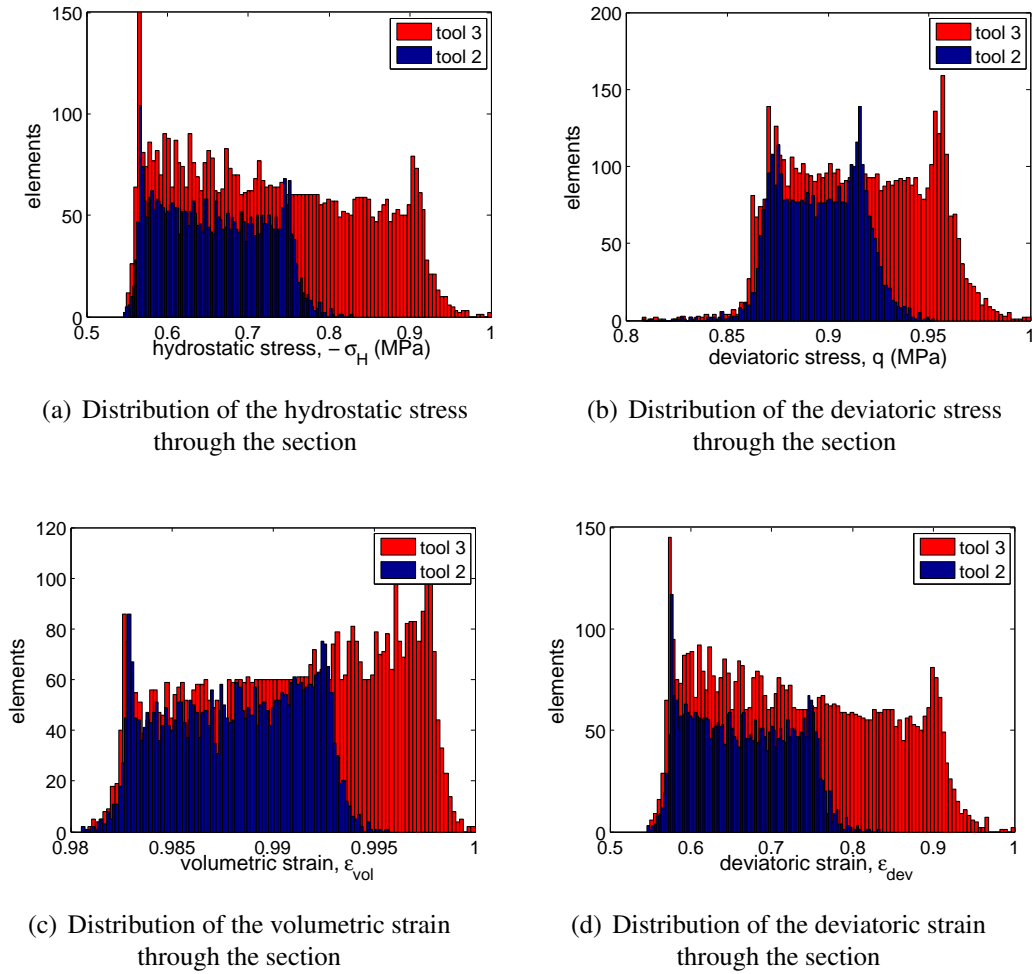 150
100
50
0
0.5
0.6
0.7
0.8
0.9
1
elements
hydrostatic stress, − σ_H (MPa)
tool 3
tool 2
(a) Distribution of the hydrostatic stress
through the section
200
150
100
50
0
0.8
0.85
0.9
0.95
1
elements
deviatoric stress, q (MPa)
tool 3
tool 2
(b) Distribution of the deviatoric stress
through the section
120
100
80
60
40
20
0
0.98
0.985
0.99
0.995
1
elements
volumetric strain, ε_vol
tool 3
tool 2
(c) Distribution of the volumetric strain
through the section
150
100
50
0
0.5
0.6
0.7
0.8
0.9
1
elements
deviatoric strain, ε_dev
tool 3
tool 2
(d) Distribution of the deviatoric strain
through the section